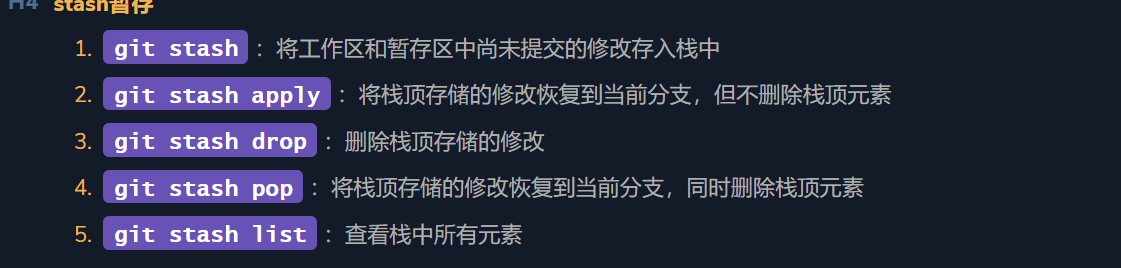 H4 stash暂存
1. git stash：将工作区和暂存区中尚未提交的修改存入栈中
2. git stash apply：将栈顶存储的修改恢复到当前分支，但不删除栈顶元素
3. git stash drop：删除栈顶存储的修改
4. git stash pop：将栈顶存储的修改恢复到当前分支，同时删除栈顶元素
5. git stash list：查看栈中所有元素